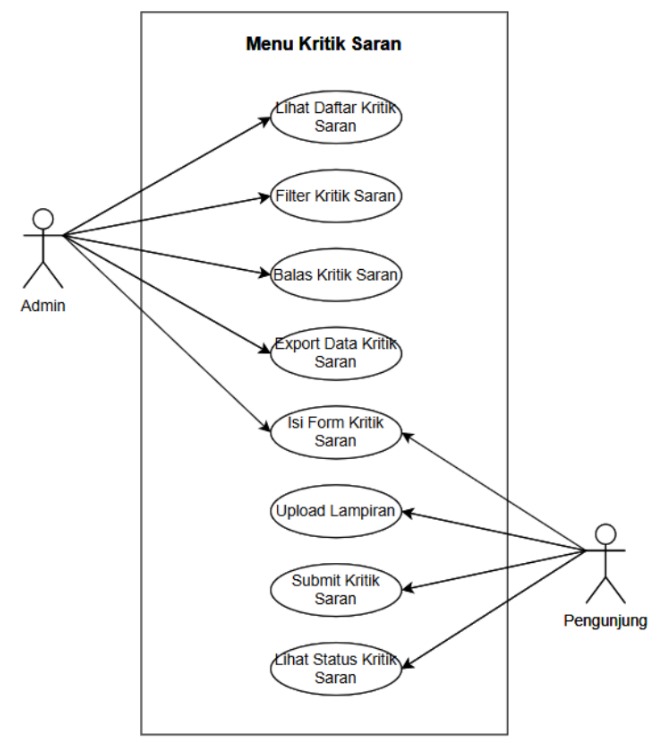 Menu Kritik Saran
Lihat Daftar Kritik
Saran
Filter Kritik Saran
Balas Kritik Saran
Admin
Export Data Kritik
Saran
Isi Form Kritik
Saran
Upload Lampiran
Submit Kritik
Saran
Pengunjung
Lihat Status Kritik
Saran